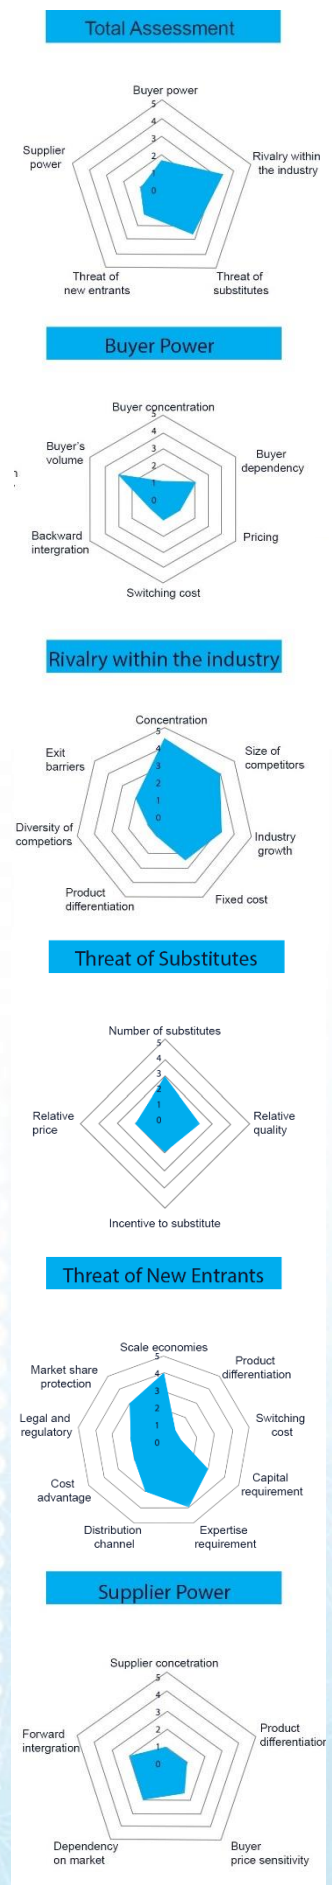 Total Assessment
Buyer power
5
4
3
2
1
0
Supplier
power
Rivalry within
the industry
Threat of
new entrants
Threat of
substitutes
Buyer Power
Buyer concentration
5
4
3
2
1
0
Buyer's
volume
Buyer
dependency
Backward
intergration
Pricing
Switching cost
Rivalry within the industry
Concentration
5
4
3
2
1
0
Exit
barriers
Size of
competitors
Diversity of
competiors
Industry
growth
Product
differentiation
Fixed cost
Threat of Substitutes
Number of substitutes
5
4
3
2
1
0
Relative
price
Relative
quality
Incentive to substitute
Threat of New Entrants
Scale economies
5
4
3
2
1
0
Market share
protection
Product
differentiation
Legal and
regulatory
Switching
cost
Cost
advantage
Capital
requirement
Distribution
channel
Expertise
requirement
Supplier Power
Supplier concetration
5
4
3
2
1
0
Forward
intergration
Product
differentiation
Dependency
on market
Buyer
price sensitivity